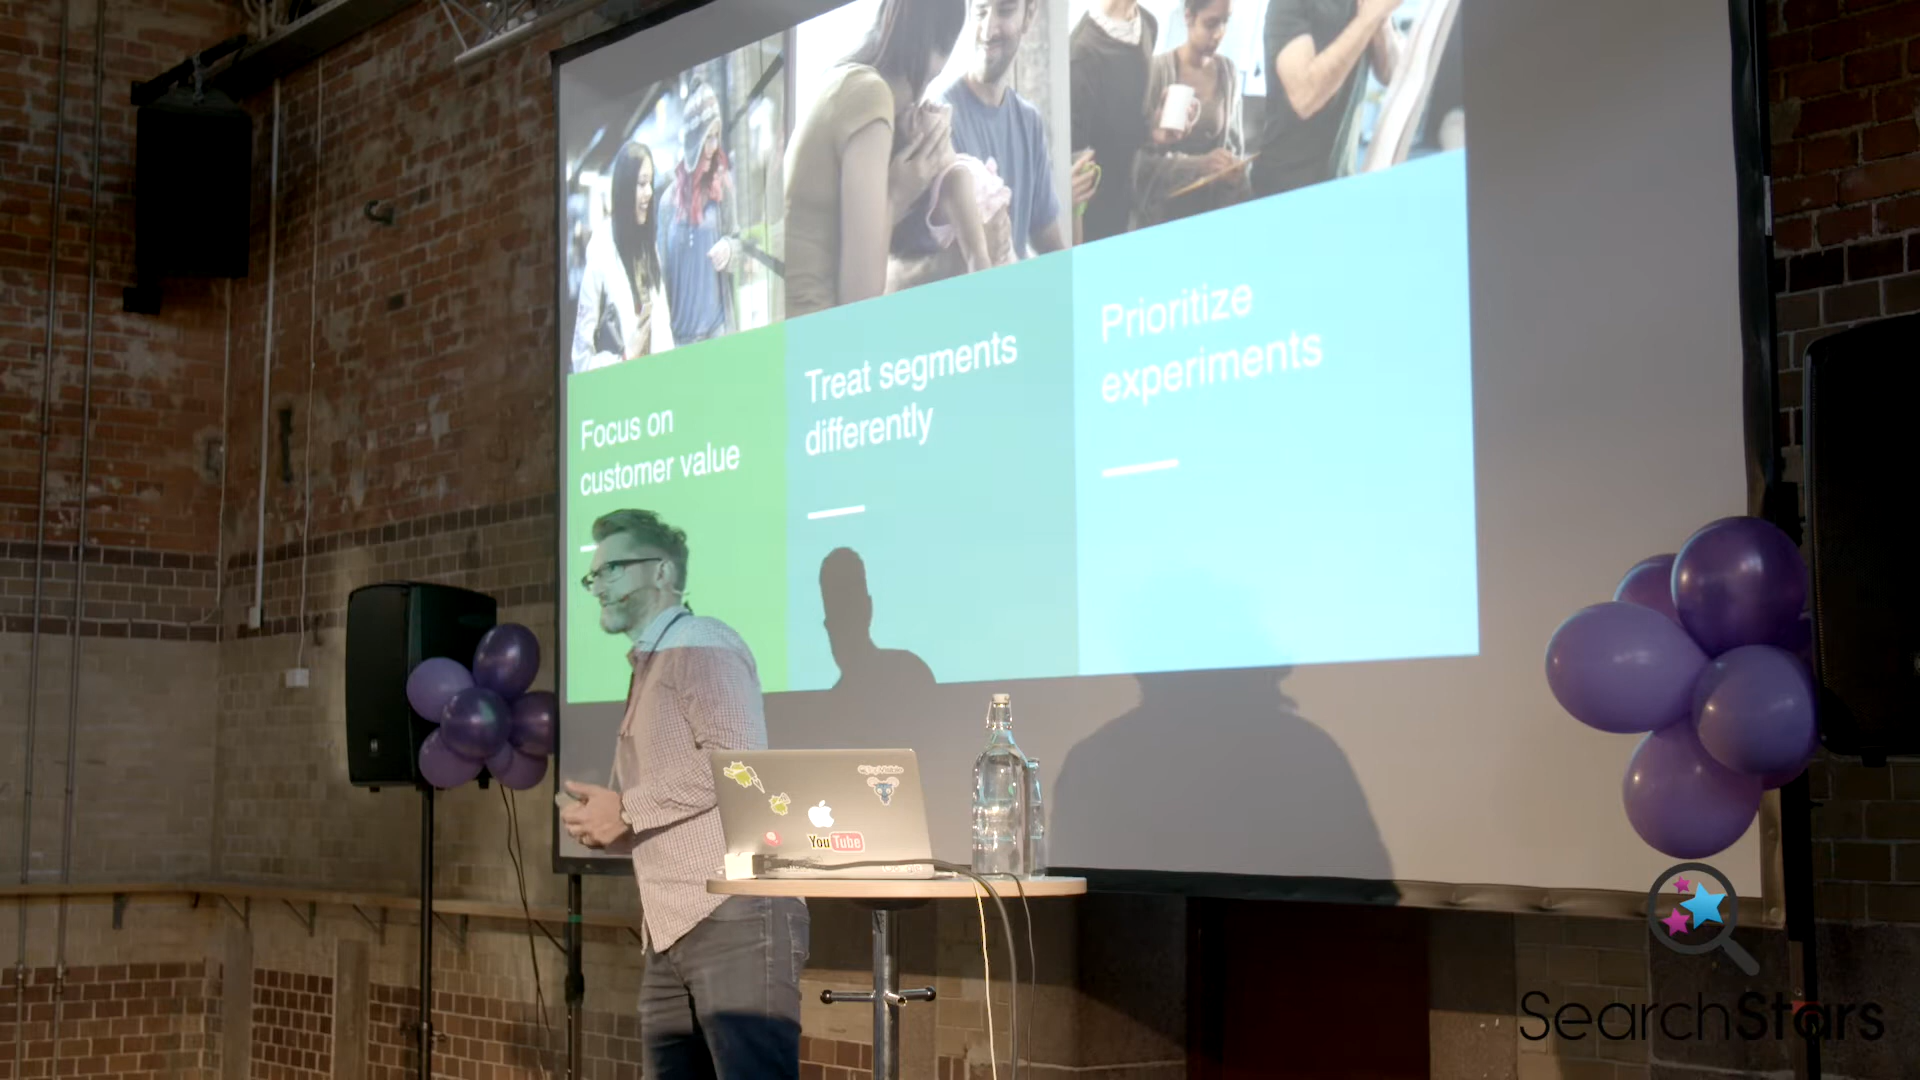 Focus on
customer value
Treat segments
differently
Prioritize
experiments
YouTube
SearchStars